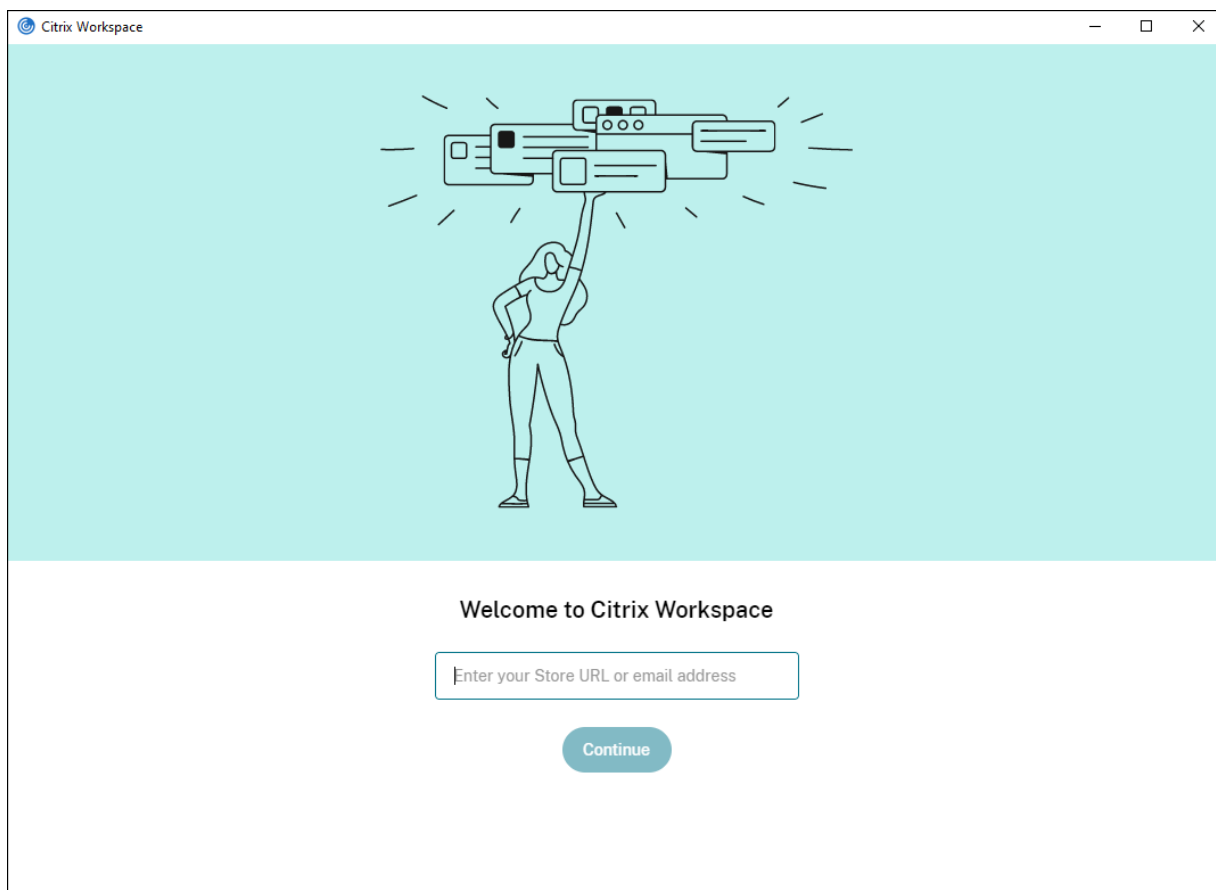 Citrix Workspace
Welcome to Citrix Workspace
Enter your Store URL or email address
Continue